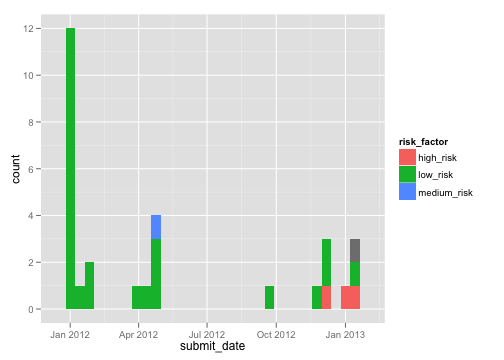 12
10
8
6
4
2
0
count
Jan 2012 Apr 2012 Jul 2012 Oct 2012 Jan 2013
submit_date
risk_factor
high_risk
low_risk
medium_risk